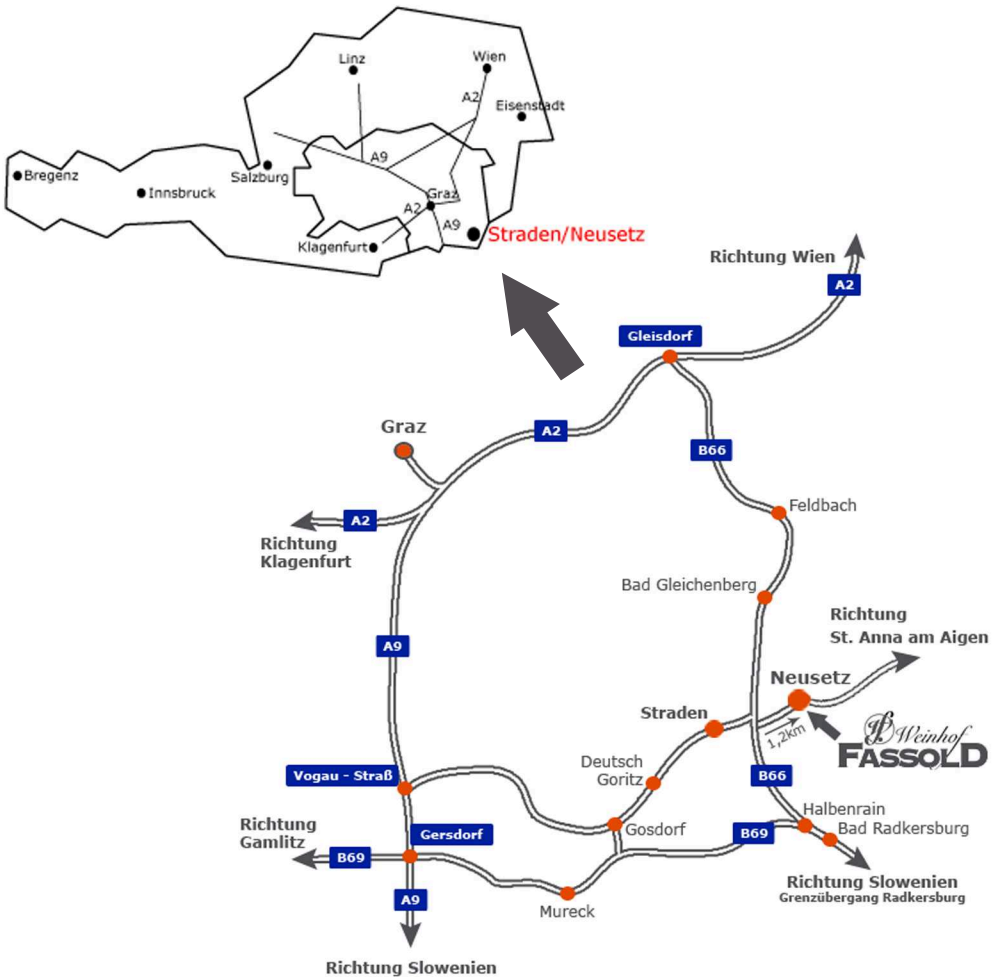 Linz
Wien
A2
Eisenstadt
A9
Salzburg
Bregenz
Innsbruck
Graz
A2
A9
Klagenfurt
Straden/Neusetz
Richtung Wien
A2
Gleisdorf
Graz
A2
B66
Feldbach
A2
Richtung
Klagenfurt
Bad Gleichenberg
Richtung
St. Anna am Aigen
A9
Neusetz
Straden
1,2km
Weinhof
FASSOLD
Deutsch
Goritz
Vogau - Straß
B66
Halbenrain
Richtung
Gamlitz
Gersdorf
Gosdorf
B69
Bad Radkersburg
B69
Richtung Slowenien
Grenzübergang Radkersburg
A9
Mureck
Richtung Slowenien